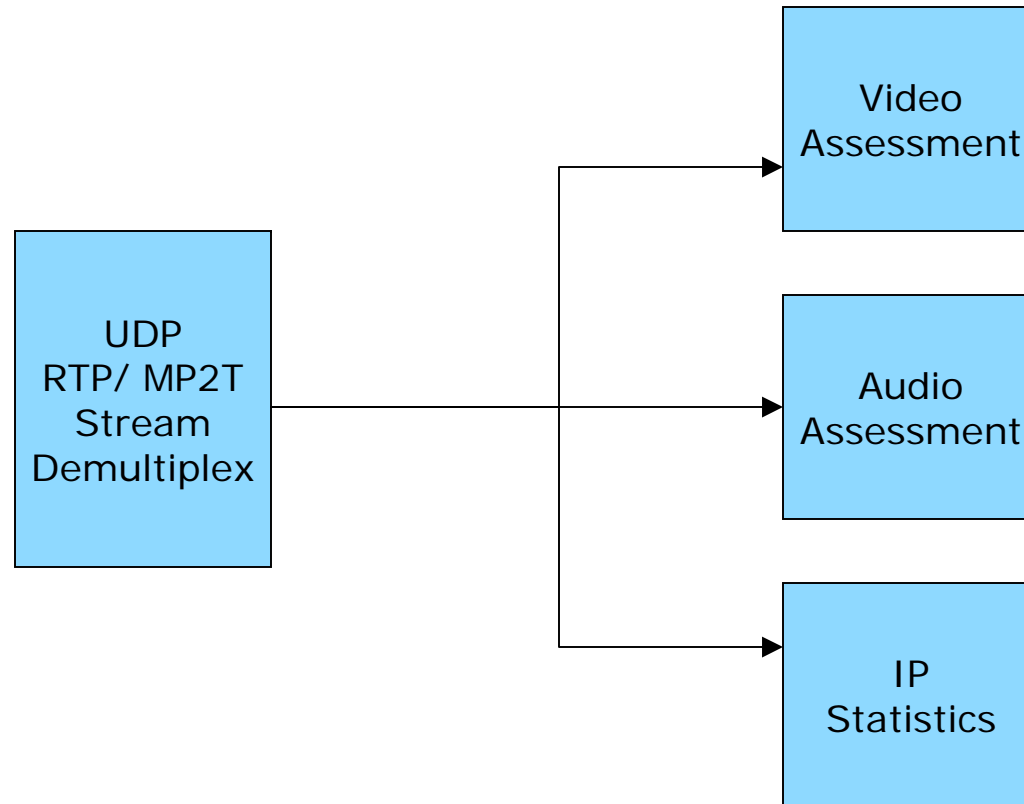 UDP
RTP/ MP2T
Stream
Demultiplex
Video
Assessment
Audio
Assessment
IP
Statistics